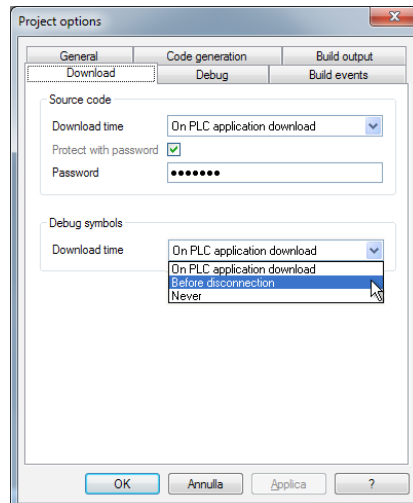 Project options
General Code generation Build output
Download Debug Build events
Source code
Download time On PLC application download
Protect with password
Password •••••••
Debug symbols
Download time On PLC application download
On PLC application download
Before disconnection
Never
OK Annulla Applica ?